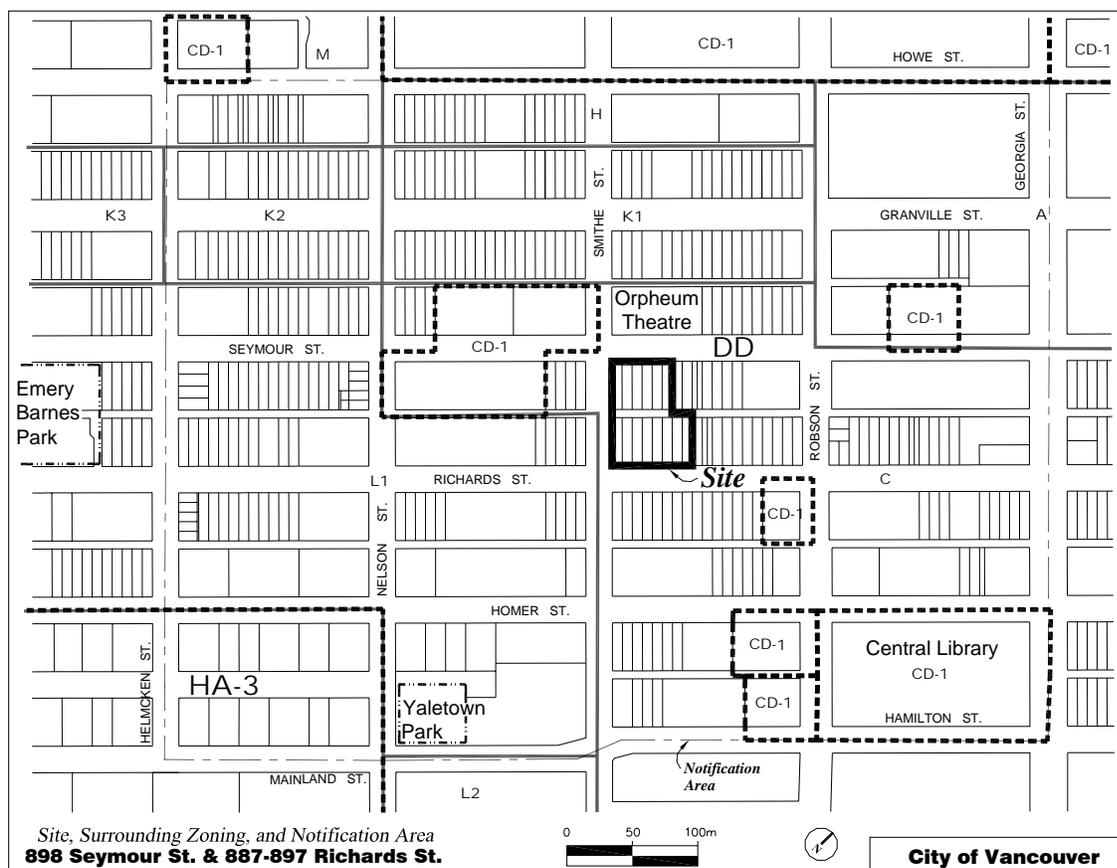 CD-1
M
CD-1
HOWE ST.
CD-1
H
GEORGIA ST.
K3
K2
SMITHE ST.
K1
GRANVILLE ST.
A
Orpheum
Theatre
CD-1
SEYMOUR ST.
CD-1
DD
ROBSON ST.
Emery
Barnes
Park
L1
RICHARDS ST.
Site
C
CD-1
NELSON ST.
HOMER ST.
HELMCKEN ST.
HA-3
Yaletown
Park
CD-1
CD-1
Central Library
CD-1
HAMILTON ST.
MAINLAND ST.
L2
Notification
Area
Site, Surrounding Zoning, and Notification Area
898 Seymour St. & 887-897 Richards St.
0 50 100m
N
City of Vancouver